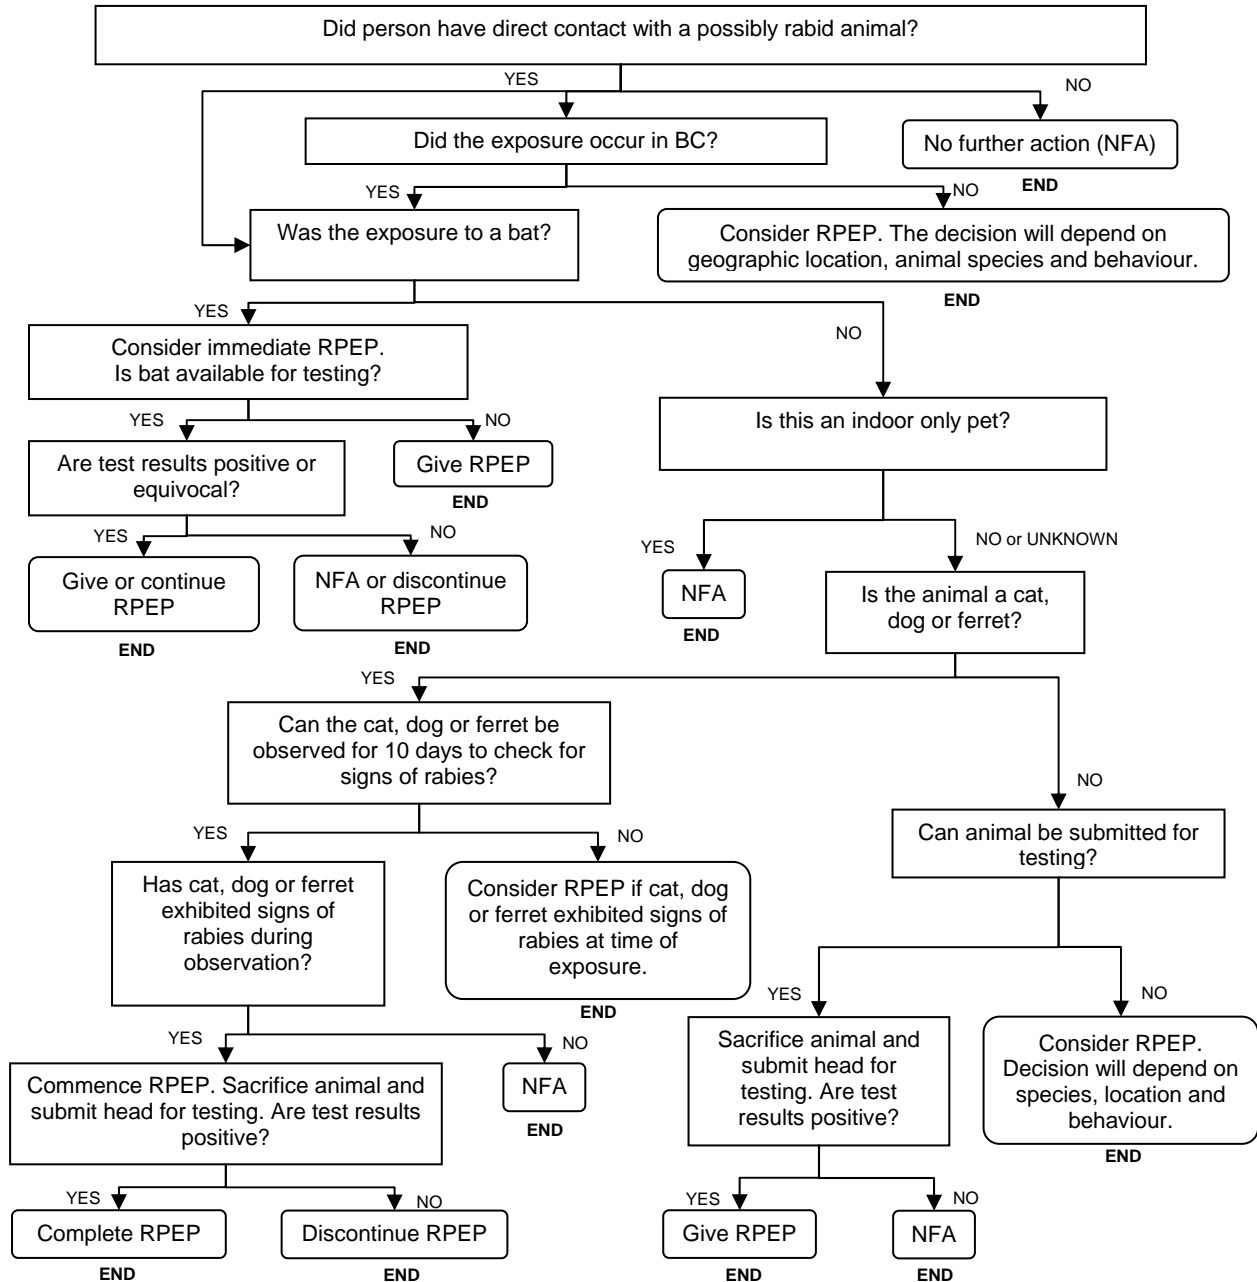 Did person have direct contact with a possibly rabid animal?
YES
NO
Did the exposure occur in BC?
No further action (NFA)
END
YES
NO
Was the exposure to a bat?
Consider RPEP. The decision will depend on
geographic location, animal species and behaviour.
END
YES
NO
Consider immediate RPEP.
Is bat available for testing?
YES
NO
Is this an indoor only pet?
Are test results positive or
equivocal?
Give RPEP
END
YES
NO
YES
NO or UNKNOWN
Give or continue
RPEP
END
NFA or discontinue
RPEP
END
NFA
END
Is the animal a cat,
dog or ferret?
YES
NO
Can the cat, dog or ferret be
observed for 10 days to check for
signs of rabies?
YES
NO
Can animal be submitted for
testing?
Has cat, dog or ferret
exhibited signs of
rabies during
observation?
Consider RPEP if cat, dog
or ferret exhibited signs of
rabies at time of
exposure.
END
YES
NO
YES
NO
Commence RPEP. Sacrifice animal and
submit head for testing. Are test results
positive?
NFA
END
Sacrifice animal and
submit head for
testing. Are test
results positive?
Consider RPEP.
Decision will depend on
species, location and
behaviour.
END
YES
NO
YES
NO
Complete RPEP
END
Discontinue RPEP
END
Give RPEP
END
NFA
END